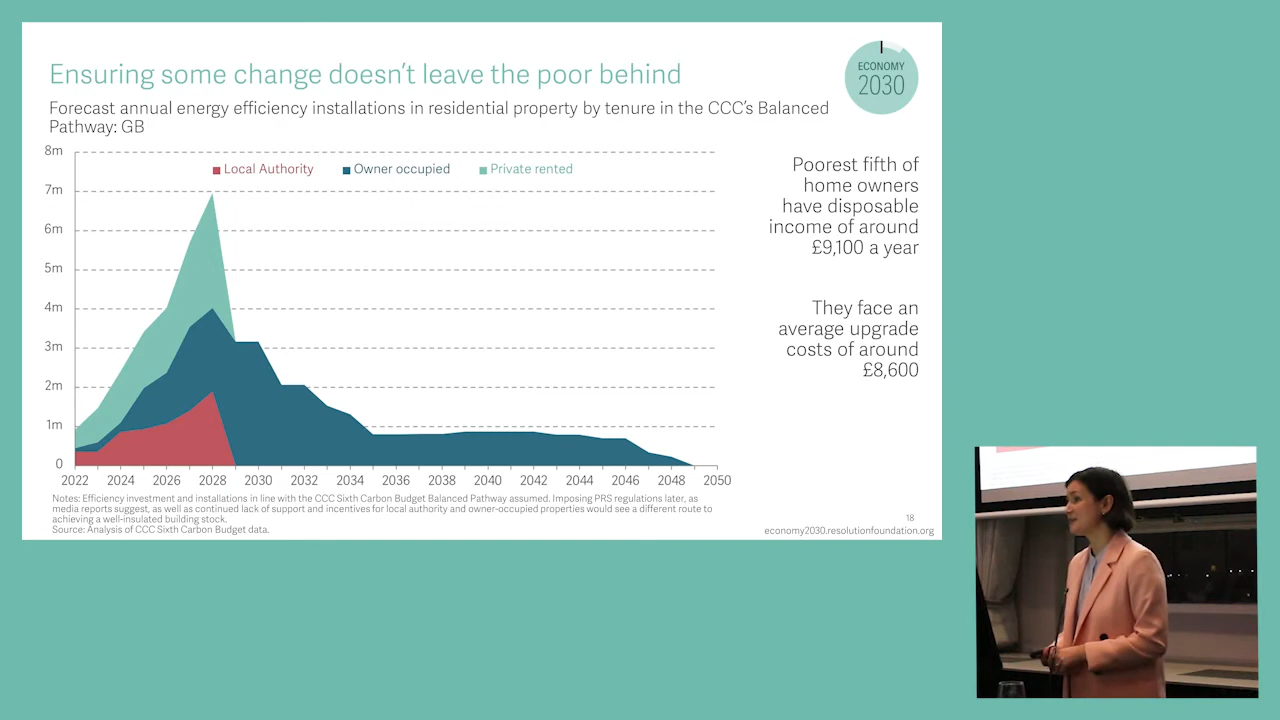 Ensuring some change doesn't leave the poor behind
ECONOMY
2030
Forecast annual energy efficiency installations in residential property by tenure in the CCC's Balanced
Pathway: GB
8m
7m
6m
5m
4m
3m
2m
1m
0
Local Authority
Owner occupied
Private rented
2022 2024 2026 2028 2030 2032 2034 2036 2038 2040 2042 2044 2046 2048 2050
Poorest fifth of
home owners
have disposable
income of around
£9,100 a year
They face an
average upgrade
costs of around
£8,600
Notes: Efficiency investment and installations in line with the CCC Sixth Carbon Budget Balanced Pathway assumed. Imposing PRS regulations later, as
media reports suggest, as well as continued lack of support and incentives for local authority and owner-occupied properties would see a different route to
achieving a well-insulated building stock.
Source: Analysis of CCC Sixth Carbon Budget data.
18
economy2030.resolutionfoundation.org